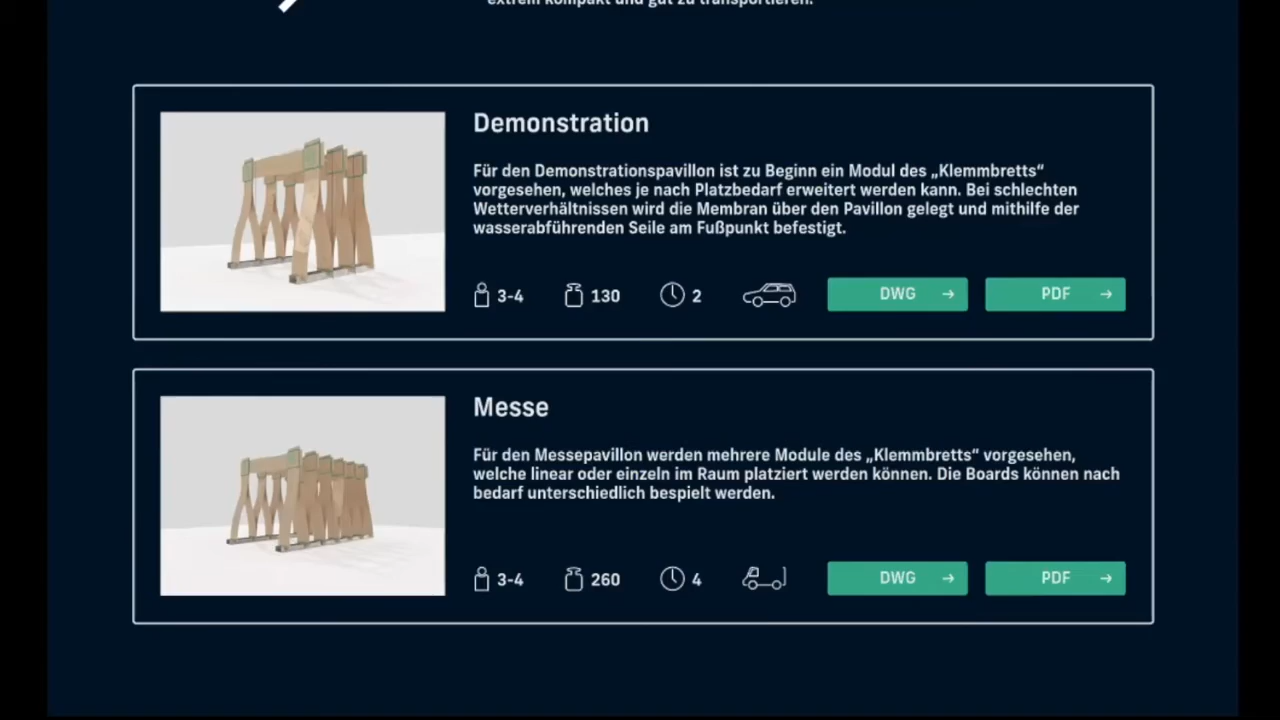 extrem kompakt und gut zu transportieren.
Demonstration
Für den Demonstrationspavillon ist zu Beginn ein Modul des „Klemmbretts“
vorgesehen, welches je nach Platzbedarf erweitert werden kann. Bei schlechten
Wetterverhältnissen wird die Membran über den Pavillon gelegt und mithilfe der
wasserabführenden Seile am Fußpunkt befestigt.
3-4 130 2 DWG → PDF →
Messe
Für den Messepavillon werden mehrere Module des „Klemmbretts“ vorgesehen,
welche linear oder einzeln im Raum platziert werden können. Die Boards können nach
bedarf unterschiedlich bespielt werden.
3-4 260 4 DWG → PDF →